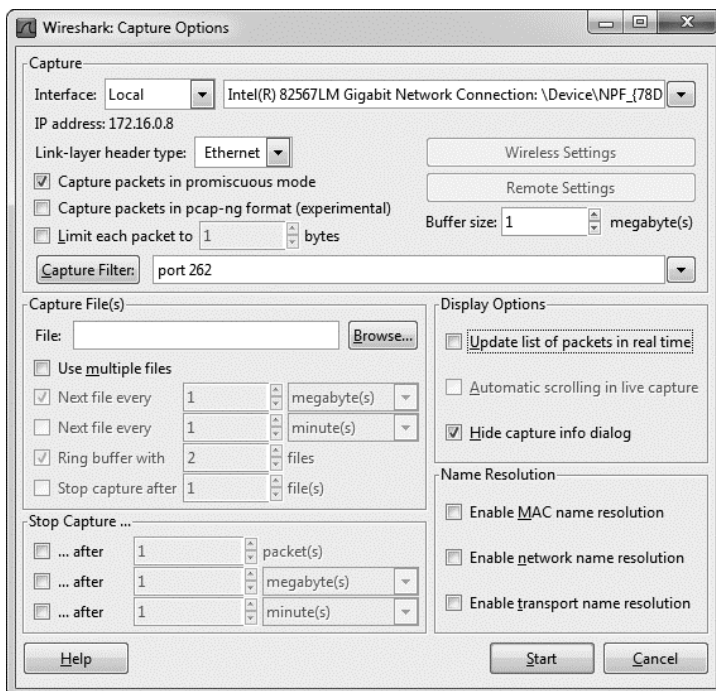 Wireshark: Capture Options
Capture
Interface: Local Intel(R) 82567LM Gigabit Network Connection: \Device\NPF_{78D
IP address: 172.16.0.8
Link-layer header type: Ethernet Wireless Settings
Capture packets in promiscuous mode Remote Settings
Capture packets in pcap-ng format (experimental)
Buffer size: 1 megabyte(s)
Limit each packet to 1 bytes
Capture Filter: port 262
Capture File(s)
File: Browse...
Use multiple files
Next file every 1 megabyte(s)
Next file every 1 minute(s)
Ring buffer with 2 files
Stop capture after 1 file(s)
Stop Capture ...
... after 1 packet(s)
... after 1 megabyte(s)
... after 1 minute(s)
Display Options
Update list of packets in real time
Automatic scrolling in live capture
Hide capture info dialog
Name Resolution
Enable MAC name resolution
Enable network name resolution
Enable transport name resolution
Help Start Cancel